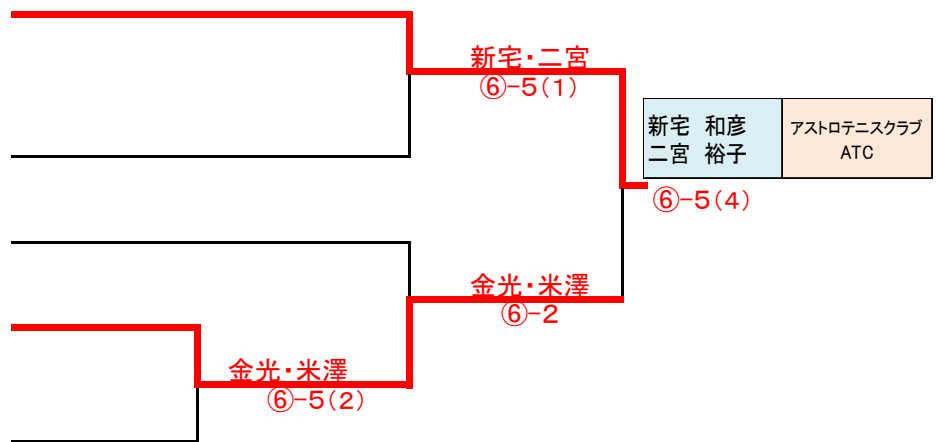 新宅・二宮
⑥-5(1)
新宅 和彦
二宮 裕子
アストロテニスクラブ
ATC
⑥-5(4)
金光・米澤
⑥-2
金光・米澤
⑥-5(2)